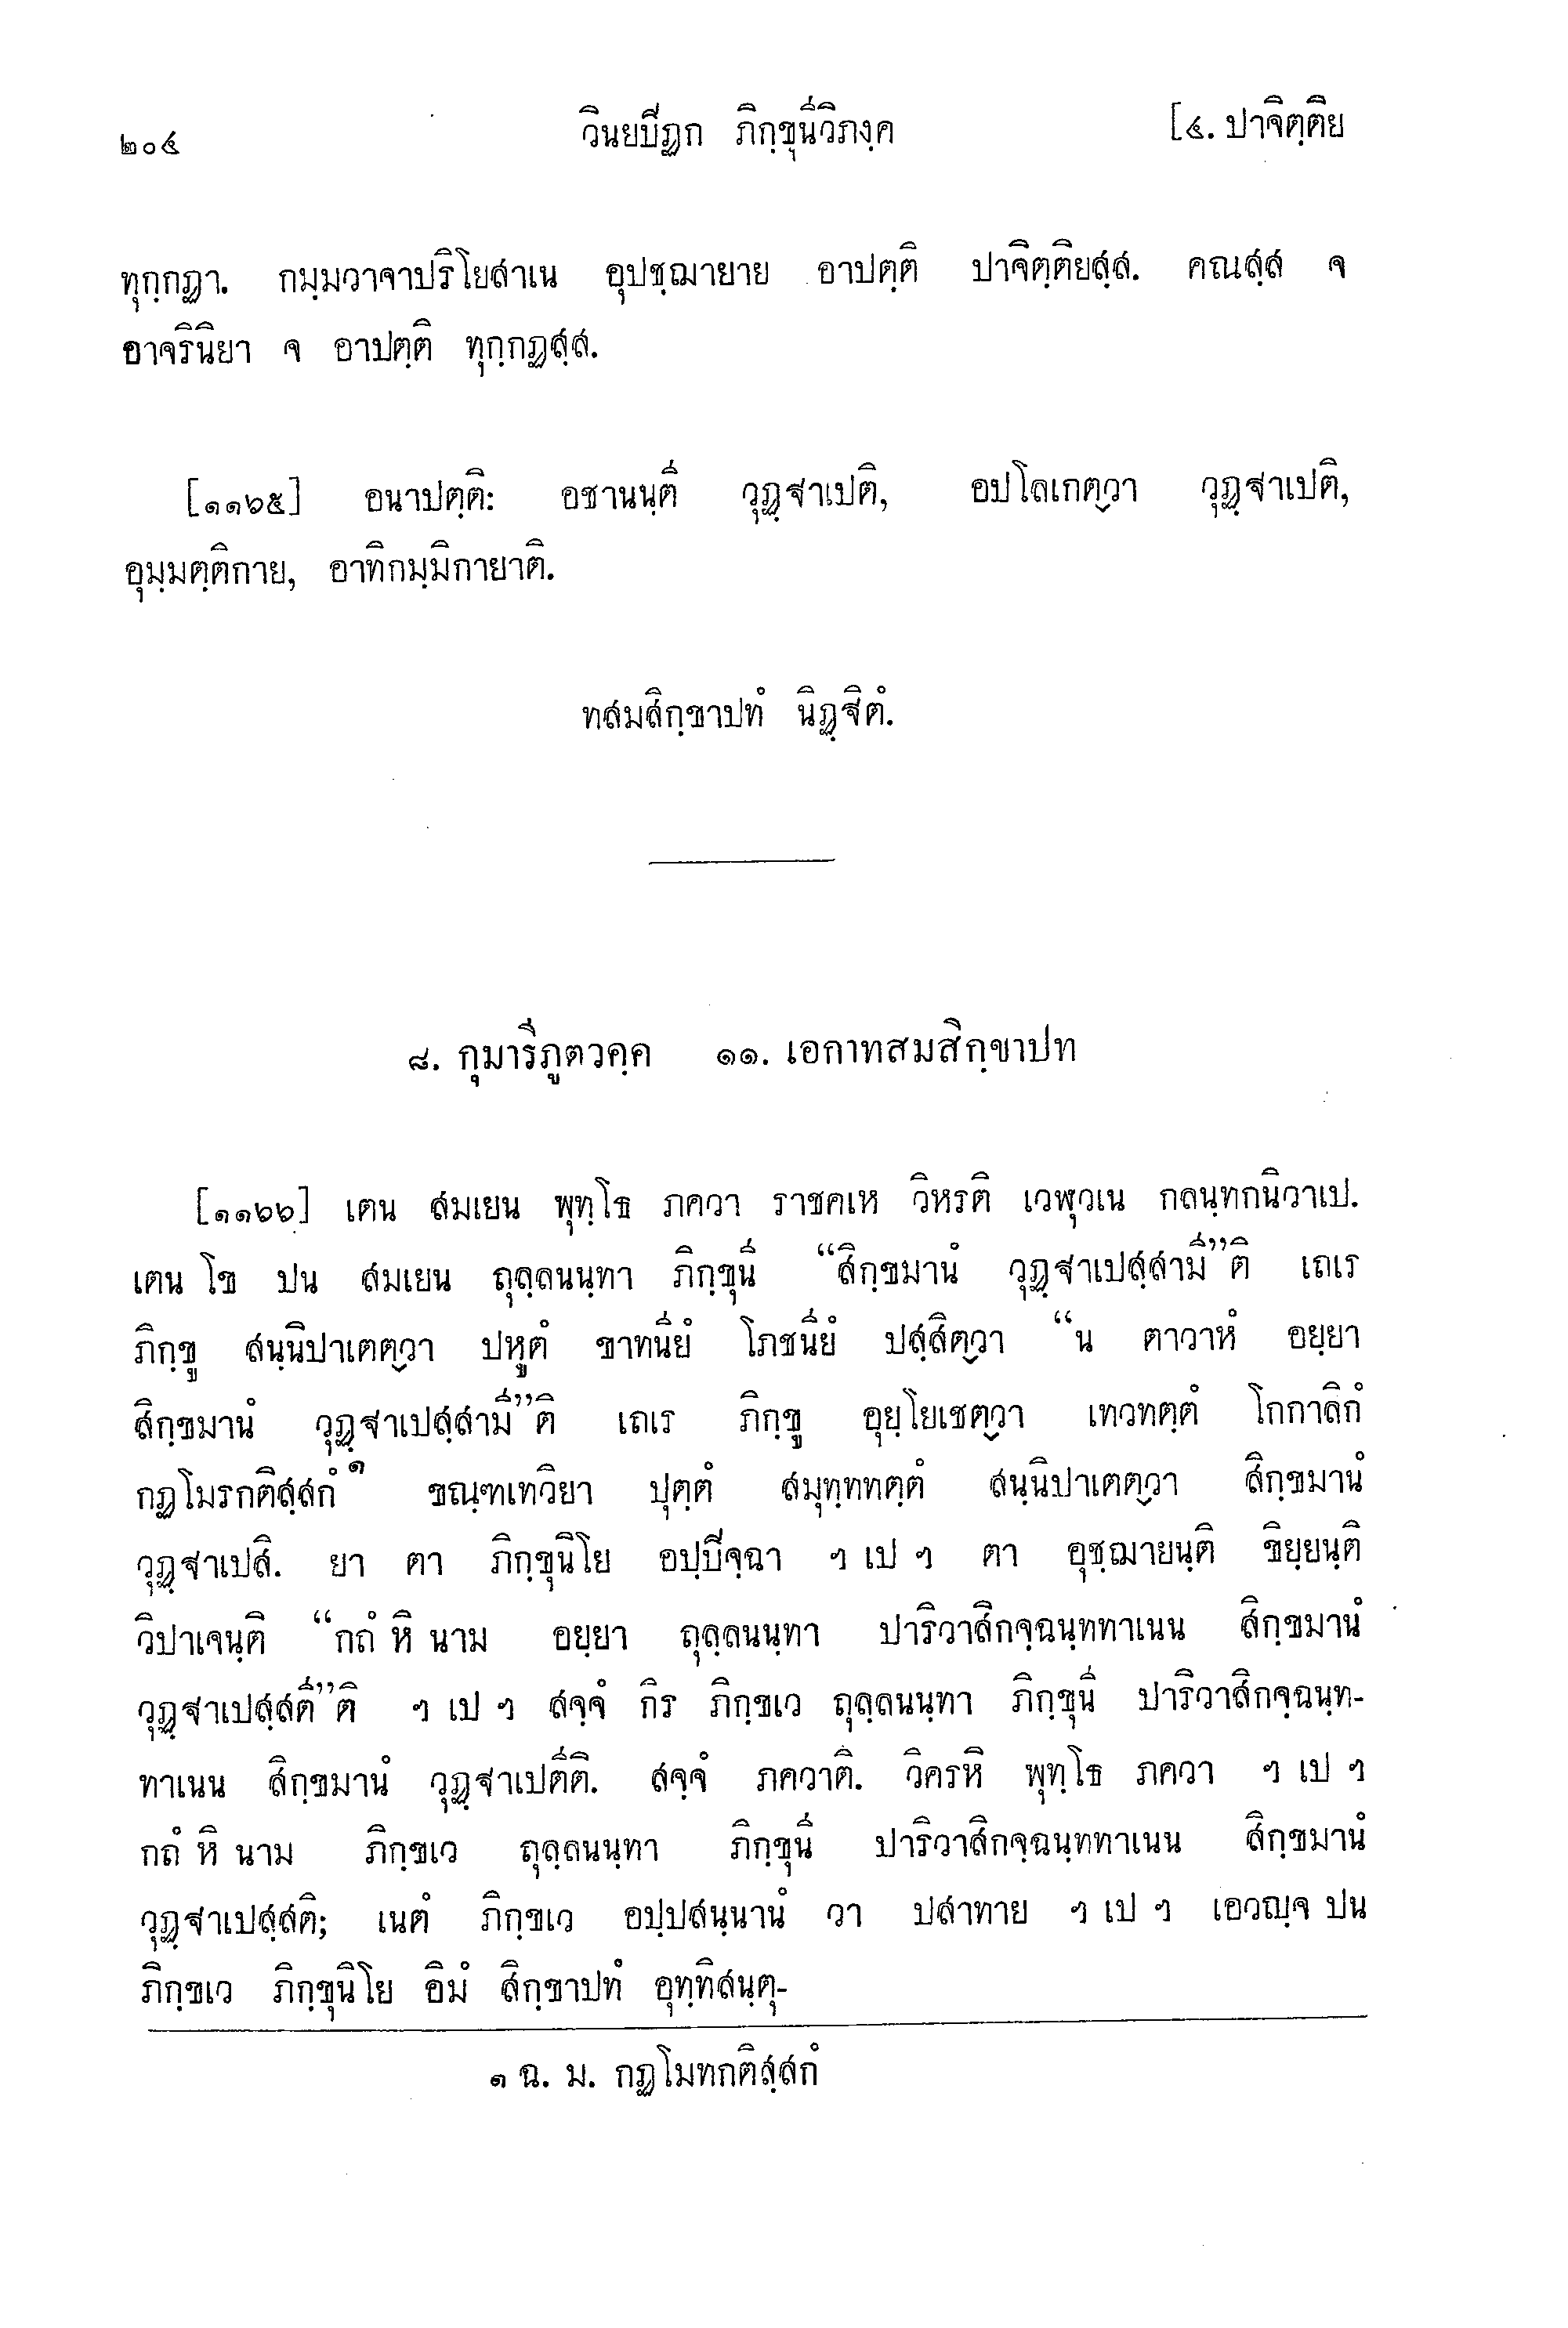 ๒๐๔ วินยปีฏก ภิกฺขุนีวิภงฺค [๔. ปาจิตฺติย
ทุกฺกฏา. กมฺมวาจาปริโยสาเน อุปชฺฌายาย อาปตฺติ ปาจิตฺติยสฺส. คณสฺส จ
อาจรินิยา จ อาปตฺติ ทุกฺกฏสฺส.
[๑๑๖๕] อนาปตฺติ: อชานนฺตี วุฏฺฐาเปติ, อปโลเกตฺวา วุฏฺฐาเปติ,
อุมฺมตฺติกาย, อาทิกมฺมิกายาติ.
ทสมสิกฺขาปทํ นิฏฺฐิตํ.
๘. กุมารีภูตวคฺค ๑๑. เอกาทสมสิกฺขาปท
[๑๑๖๖] เตน สมเยน พุทฺโธ ภควา ราชคเห วิหรติ เวฬุวเน กลนฺทกนิวาเป.
เตน โข ปน สมเยน ถุลฺลนนฺทา ภิกฺขุนี “สิกฺขมานํ วุฏฺฐาเปสฺสามี”ติ เถเร
ภิกฺขู สนฺนิปาเตตฺวา ปหูตํ ขาทนียํ โภชนียํ ปสฺสิตฺวา “น ตาวาหํ อยฺยา
สิกฺขมานํ วุฏฺฐาเปสฺสามี”ติ เถเร ภิกฺขู อุยฺโยเชตฺวา เทวทตฺตํ โกกาลิกํ
กฏโมรกติสฺสกํ๑ ขณฺฑเทวิยา ปุตฺตํ สมุทฺททตฺตํ สนฺนิปาเตตฺวา สิกฺขมานํ
วุฏฺฐาเปสิ. ยา ตา ภิกฺขุนิโย อปฺปิจฺฉา ฯ เป ฯ ตา อุชฺฌายนฺติ ขิยฺยนฺติ
วิปาเจนฺติ “กถํ หิ นาม อยฺยา ถุลฺลนนฺทา ปาริวาสิกจฺฉนฺททาเนน สิกฺขมานํ
วุฏฺฐาเปสฺสตี”ติ ฯ เป ฯ สจฺจํ กิร ภิกฺขเว ถุลฺลนนฺทา ภิกฺขุนี ปาริวาสิกจฺฉนฺท-
ทาเนน สิกฺขมานํ วุฏฺฐาเปตีติ. สจฺจํ ภควาติ. วิครหิ พุทฺโธ ภควา ฯ เป ฯ
กถํ หิ นาม ภิกฺขเว ถุลฺลนนฺทา ภิกฺขุนี ปาริวาสิกจฺฉนฺททาเนน สิกฺขมานํ
วุฏฺฐาเปสฺสติ; เนตํ ภิกฺขเว อปฺปสนฺนานํ วา ปสาทาย ฯ เป ฯ เอวญฺจ ปน
ภิกฺขเว ภิกฺขุนิโย อิมํ สิกฺขาปทํ อุทฺทิสนฺตุ-
๑ ฉ. ม. กฏโมทกติสฺสกํ